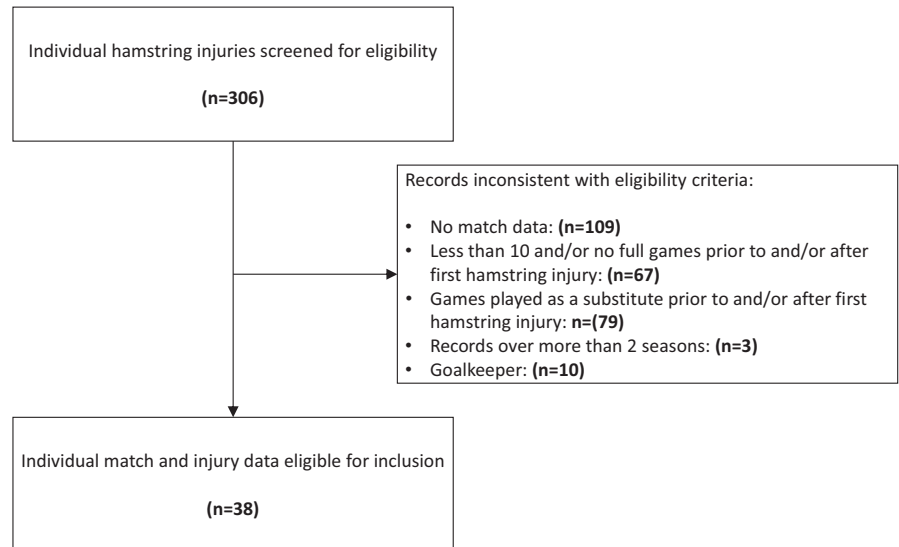 Individual hamstring injuries screened for eligibility
(n=306)
Records inconsistent with eligibility criteria:
• No match data: (n=109)
• Less than 10 and/or no full games prior to and/or after
first hamstring injury: (n=67)
• Games played as a substitute prior to and/or after first
hamstring injury: n=(79)
• Records over more than 2 seasons: (n=3)
• Goalkeeper: (n=10)
Individual match and injury data eligible for inclusion
(n=38)